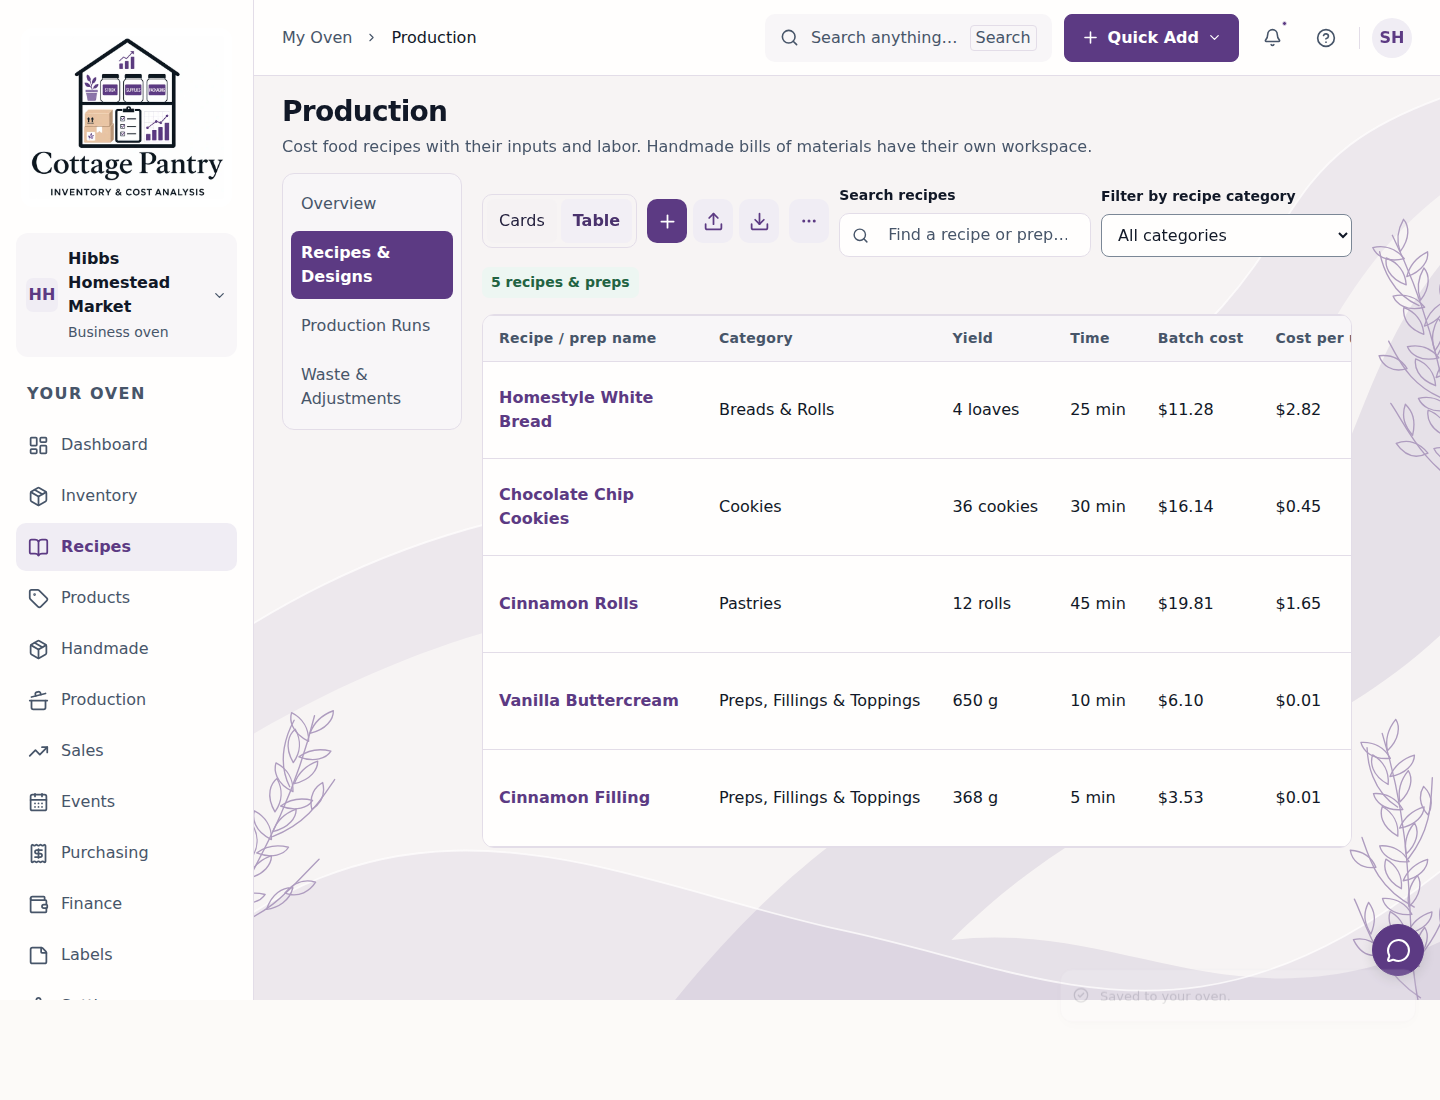 Cottage Pantry
INVENTORY & COST ANALYSIS
HH
Hibbs
Homestead
Market
Business oven
YOUR OVEN
Dashboard
Inventory
Recipes
Products
Handmade
Production
Sales
Events
Purchasing
Finance
Labels
My Oven
Production
Search anything...
Search
Quick Add
SH
Production
Cost food recipes with their inputs and labor. Handmade bills of materials have their own workspace.
Overview
Recipes &
Designs
Production Runs
Waste &
Adjustments
Cards
Table
Search recipes
Find a recipe or prep...
Filter by recipe category
All categories
5 recipes & preps
Recipe / prep name Category Yield Time Batch cost Cost per
Homestyle White
Bread
Breads & Rolls 4 loaves 25 min $11.28 $2.82
Chocolate Chip
Cookies
Cookies 36 cookies 30 min $16.14 $0.45
Cinnamon Rolls Pastries 12 rolls 45 min $19.81 $1.65
Vanilla Buttercream Preps, Fillings & Toppings 650 g 10 min $6.10 $0.01
Cinnamon Filling Preps, Fillings & Toppings 368 g 5 min $3.53 $0.01
Saved to your oven.